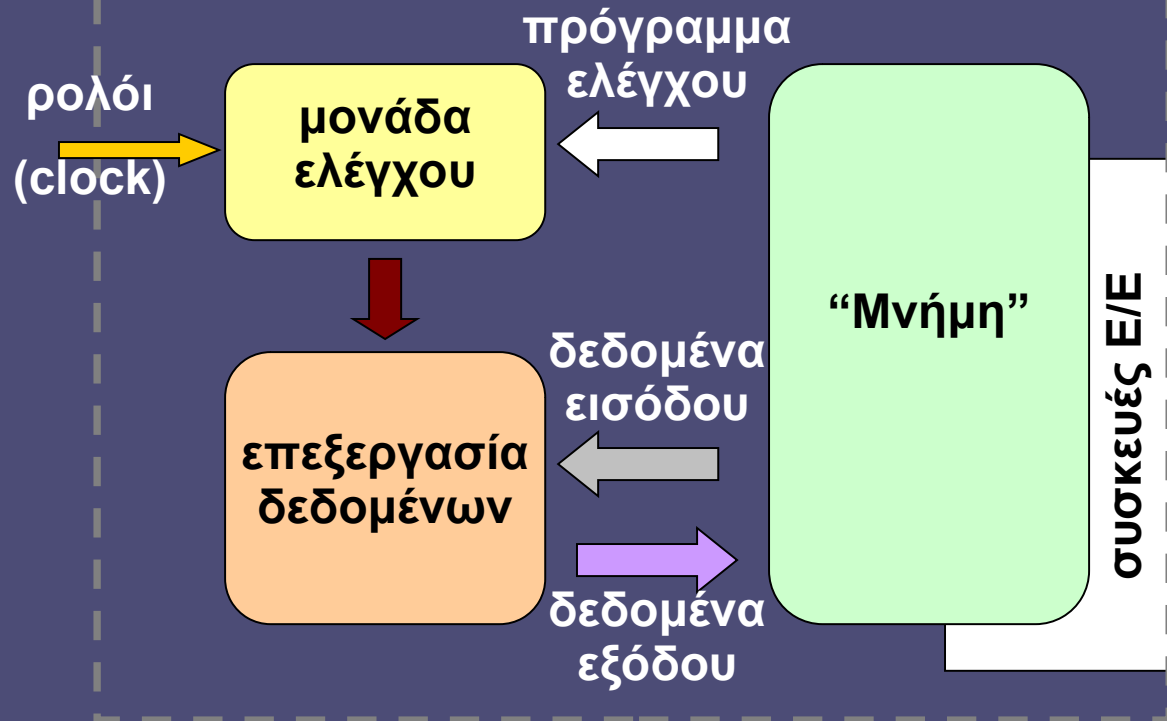 πρόγραμμα
ελέγχου
ρολόι
(clock)
μονάδα
ελέγχου
“Μνήμη”
συσκευές Ε/Ε
δεδομένα
εισόδου
επεξεργασία
δεδομένων
δεδομένα
εξόδου